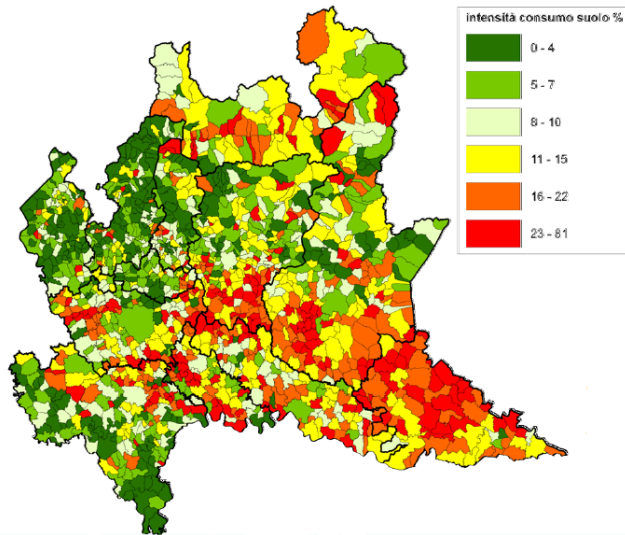 intensità consumo suolo %
0 - 4
5 - 7
8 - 10
11 - 15
16 - 22
23 - 81